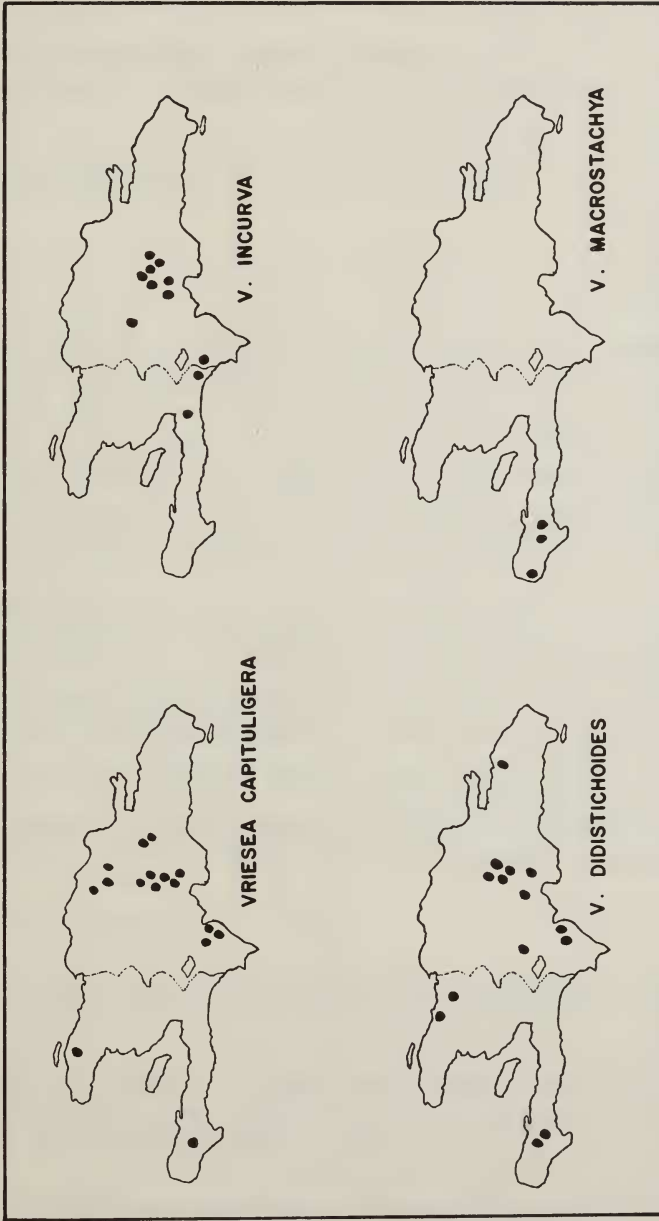 VRIESEA CAPITULIGERA
V. INCURVA
V. DIDISTICHOIDES
V. MACROSTACHYA